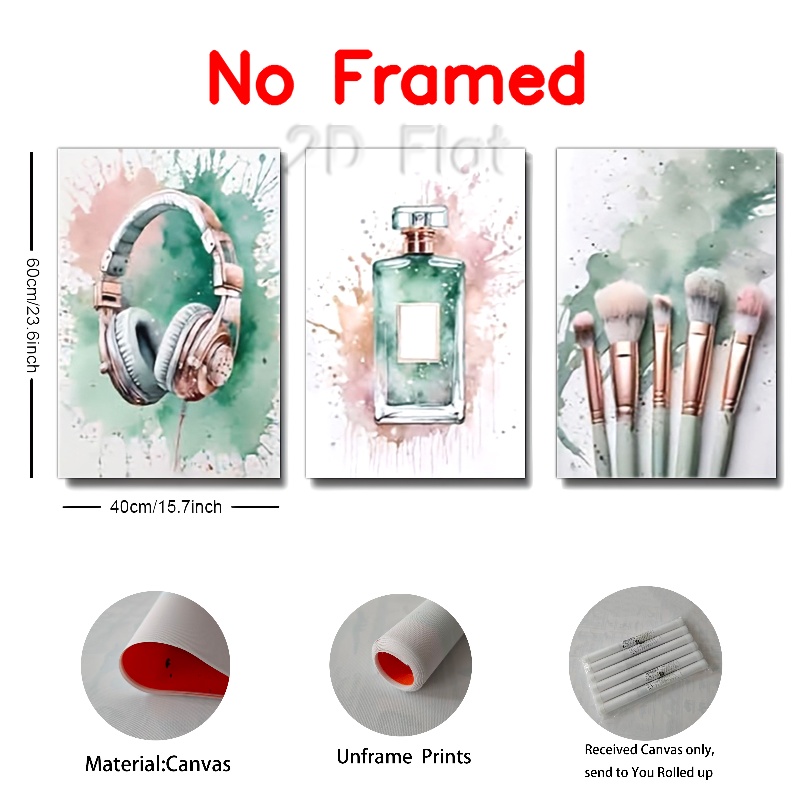 No Framed
2D Flat
60cm/23.6inch
40cm/15.7inch
Material:Canvas
Unframe Prints
Received Canvas only,
send to You Rolled up